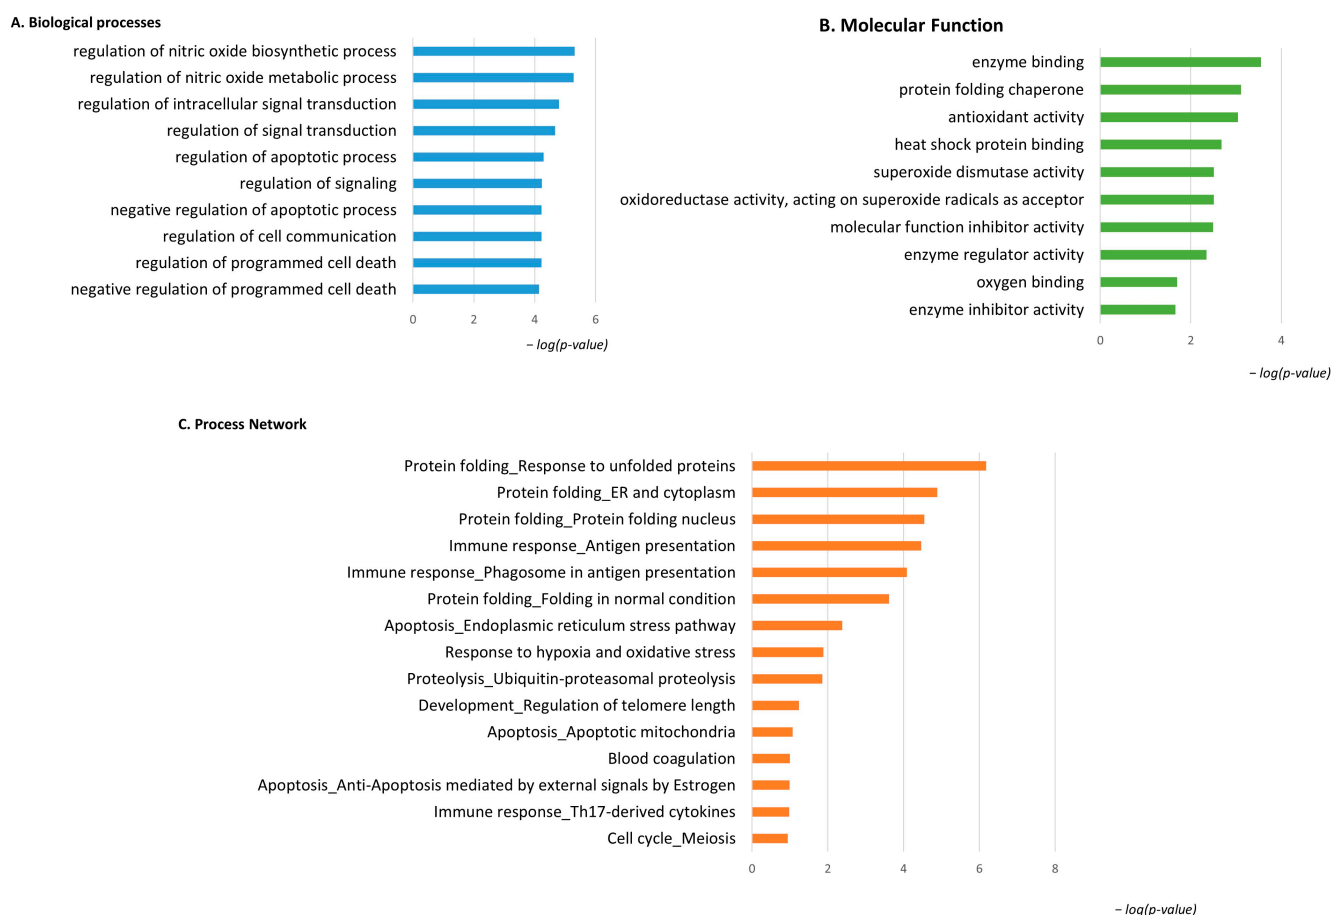 A. Biological processes
regulation of nitric oxide biosynthetic process
regulation of nitric oxide metabolic process
regulation of intracellular signal transduction
regulation of signal transduction
regulation of apoptotic process
regulation of signaling
negative regulation of apoptotic process
regulation of cell communication
regulation of programmed cell death
negative regulation of programmed cell death
0 2 4 6
– log(p-value)
B. Molecular Function
enzyme binding
protein folding chaperone
antioxidant activity
heat shock protein binding
superoxide dismutase activity
oxidoreductase activity, acting on superoxide radicals as acceptor
molecular function inhibitor activity
enzyme regulator activity
oxygen binding
enzyme inhibitor activity
0 2 4
– log(p-value)
C. Process Network
Protein folding_Response to unfolded proteins
Protein folding_ER and cytoplasm
Protein folding_Protein folding nucleus
Immune response_Antigen presentation
Immune response_Phagosome in antigen presentation
Protein folding_Folding in normal condition
Apoptosis_Endoplasmic reticulum stress pathway
Response to hypoxia and oxidative stress
Proteolysis_Ubiquitin-proteasomal proteolysis
Development_Regulation of telomere length
Apoptosis_Apoptotic mitochondria
Blood coagulation
Apoptosis_Anti-Apoptosis mediated by external signals by Estrogen
Immune response_Th17-derived cytokines
Cell cycle_Meiosis
0 2 4 6 8
– log(p-value)